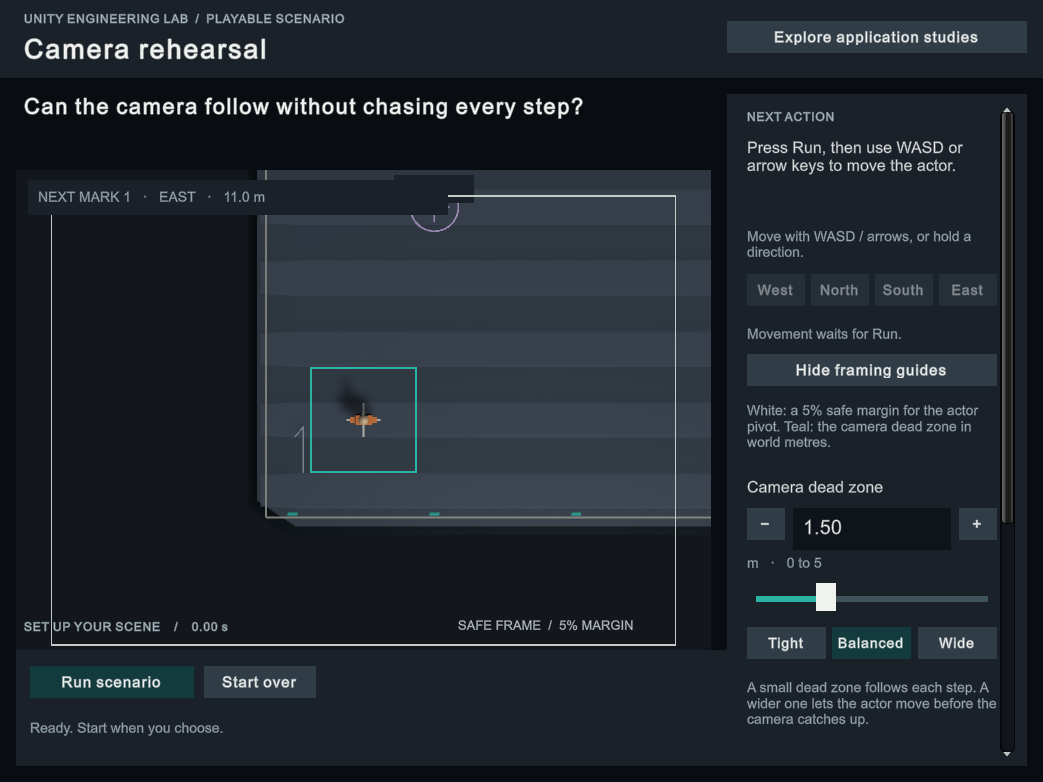 UNITY ENGINEERING LAB / PLAYABLE SCENARIO
Camera rehearsal
Explore application studies
Can the camera follow without chasing every step?
NEXT MARK 1 · EAST · 11.0 m
1
SET UP YOUR SCENE / 0.00 s
SAFE FRAME / 5% MARGIN
Run scenario
Start over
Ready. Start when you choose.
NEXT ACTION
Press Run, then use WASD or
arrow keys to move the actor.
Move with WASD / arrows, or hold a
direction.
West North South East
Movement waits for Run.
Hide framing guides
White: a 5% safe margin for the actor
pivot. Teal: the camera dead zone in
world metres.
Camera dead zone
− 1.50 +
m · 0 to 5
Tight Balanced Wide
A small dead zone follows each step. A
wider one lets the actor move before the
camera catches up.